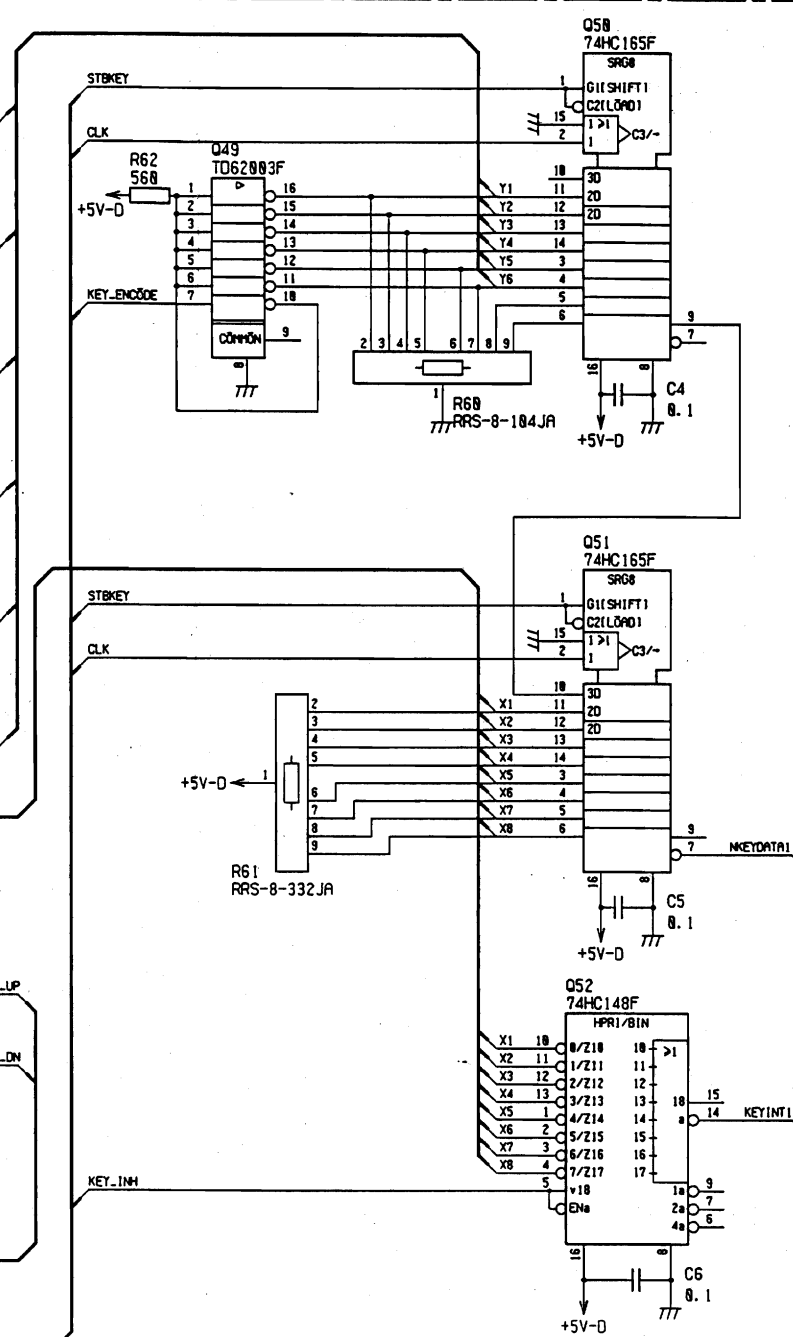 Q50
74HC165F
SRG8
STBKEY
1
G1[SHIFT]
C2[LŌAD]
15
1 ≥1
C3/→
CLK
2
1
Q49
TD62003F
R62
560
+5V-D
10
3D
1
16
Y1
11
2D
2
15
Y2
12
2D
3
14
Y3
13
4
13
Y4
14
5
12
Y5
3
6
11
Y6
4
KEY_ENCŌDE
7
10
5
6
9
7
CŌMMŌN
9
8
2 3 4 5 6 7 8 9
1
R60
RRS-8-104JA
16
8
C4
0.1
+5V-D
Q51
74HC165F
SRG8
STBKEY
1
G1[SHIFT]
C2[LŌAD]
15
1 ≥1
C3/→
CLK
2
1
10
3D
2
X1
11
2D
3
X2
12
2D
4
X3
13
5
X4
14
+5V-D
1
X5
3
6
X6
4
7
X7
5
8
X8
6
9
9
7
NKEYDATA1
R61
RRS-8-332JA
16
8
C5
0.1
+5V-D
Q52
74HC148F
HPRI/BIN
_UP
X1
10
0/Z10
10
≥1
X2
11
1/Z11
11
_DN
X3
12
2/Z12
12
X4
13
3/Z13
13
18
15
X5
1
4/Z14
14
a
14
KEYINT1
X6
2
5/Z15
15
X7
3
6/Z16
16
X8
4
7/Z17
17
KEY_INH
5
V18
1a
9
ENa
2a
7
4a
6
16
8
C6
0.1
+5V-D